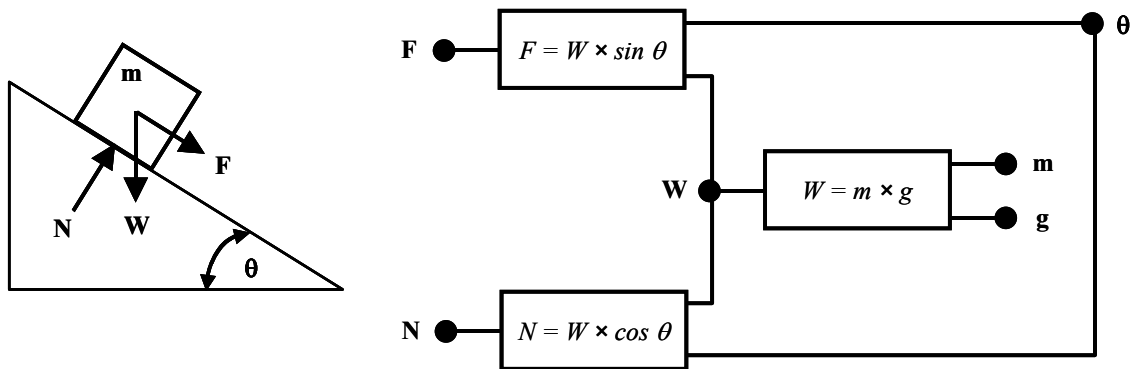 m
F
N
W
θ
F
F = W × sin θ
θ
W
W = m × g
m
g
N
N = W × cos θ